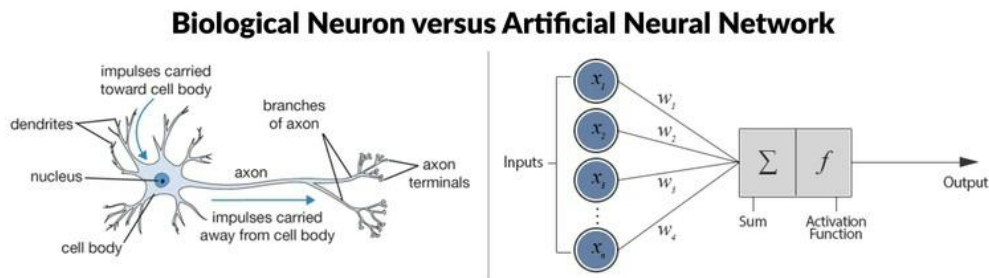 Biological Neuron versus Artificial Neural Network
impulses carried
toward cell body
dendrites
nucleus
cell body
axon
impulses carried
away from cell body
branches
of axon
axon
terminals
Inputs
x1
x2
x3
xn
w1
w2
w3
w4
Σ
f
Sum
Activation
Function
Output